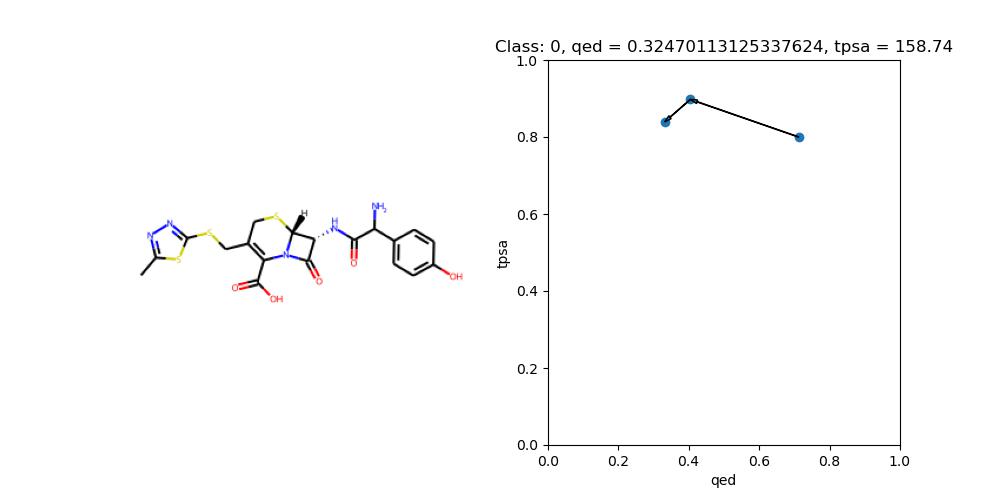 Class: 0, qed = 0.32470113125337624, tpsa = 158.74
1.0
0.8
0.6
0.4
0.2
0.0
tpsa
0.0 0.2 0.4 0.6 0.8 1.0
qed
N
N
S
S
S
H
N
H
N
NH2
O
O
O
OH
OH